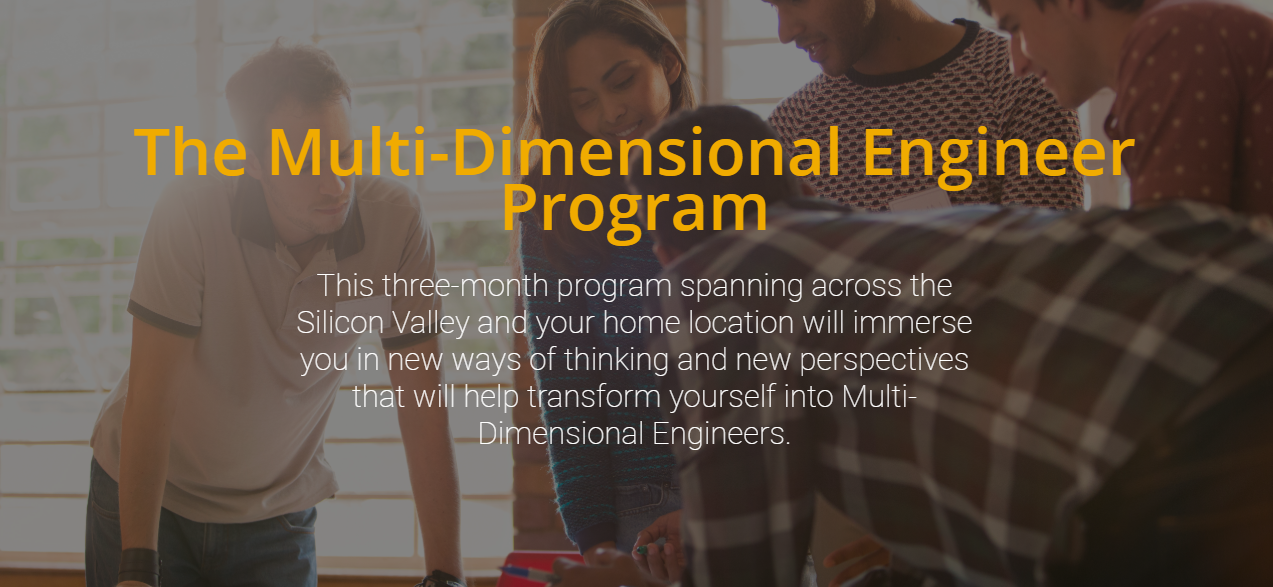 The Multi-Dimensional Engineer
Program
This three-month program spanning across the
Silicon Valley and your home location will immerse
you in new ways of thinking and new perspectives
that will help transform yourself into Multi-
Dimensional Engineers.